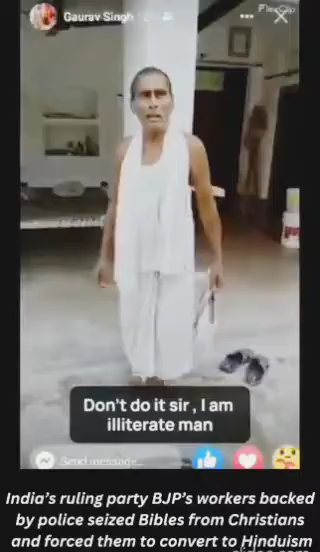 Gaurav Singh
FlexClip
Don't do it sir , I am
illiterate man
Send message...
India's ruling party BJP's workers backed
by police seized Bibles from Christians
and forced them to convert to Hinduism